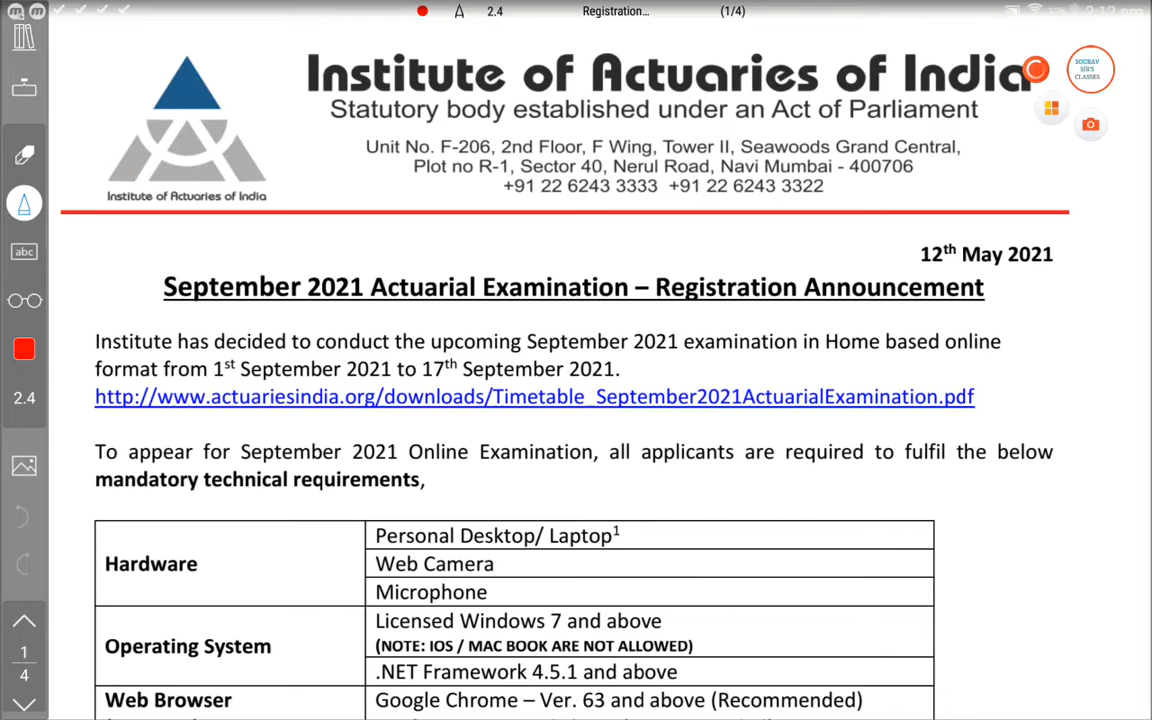 2.4
Registration...
(1/4)
2:12 pm
Institute of Actuaries of India
Statutory body established under an Act of Parliament
SOURAV
SIR'S
CLASSES
Unit No. F-206, 2nd Floor, F Wing, Tower II, Seawoods Grand Central,
Plot no R-1, Sector 40, Nerul Road, Navi Mumbai - 400706
+91 22 6243 3333 +91 22 6243 3322
Institute of Actuaries of India
abc
12th May 2021
September 2021 Actuarial Examination – Registration Announcement
Institute has decided to conduct the upcoming September 2021 examination in Home based online
format from 1st September 2021 to 17th September 2021.
http://www.actuariesindia.org/downloads/Timetable_September2021ActuarialExamination.pdf
2.4
To appear for September 2021 Online Examination, all applicants are required to fulfil the below
mandatory technical requirements,
Hardware
Personal Desktop/ Laptop1
Web Camera
Microphone
Operating System
Licensed Windows 7 and above
(NOTE: IOS / MAC BOOK ARE NOT ALLOWED)
.NET Framework 4.5.1 and above
Web Browser
Google Chrome – Ver. 63 and above (Recommended)
1
4